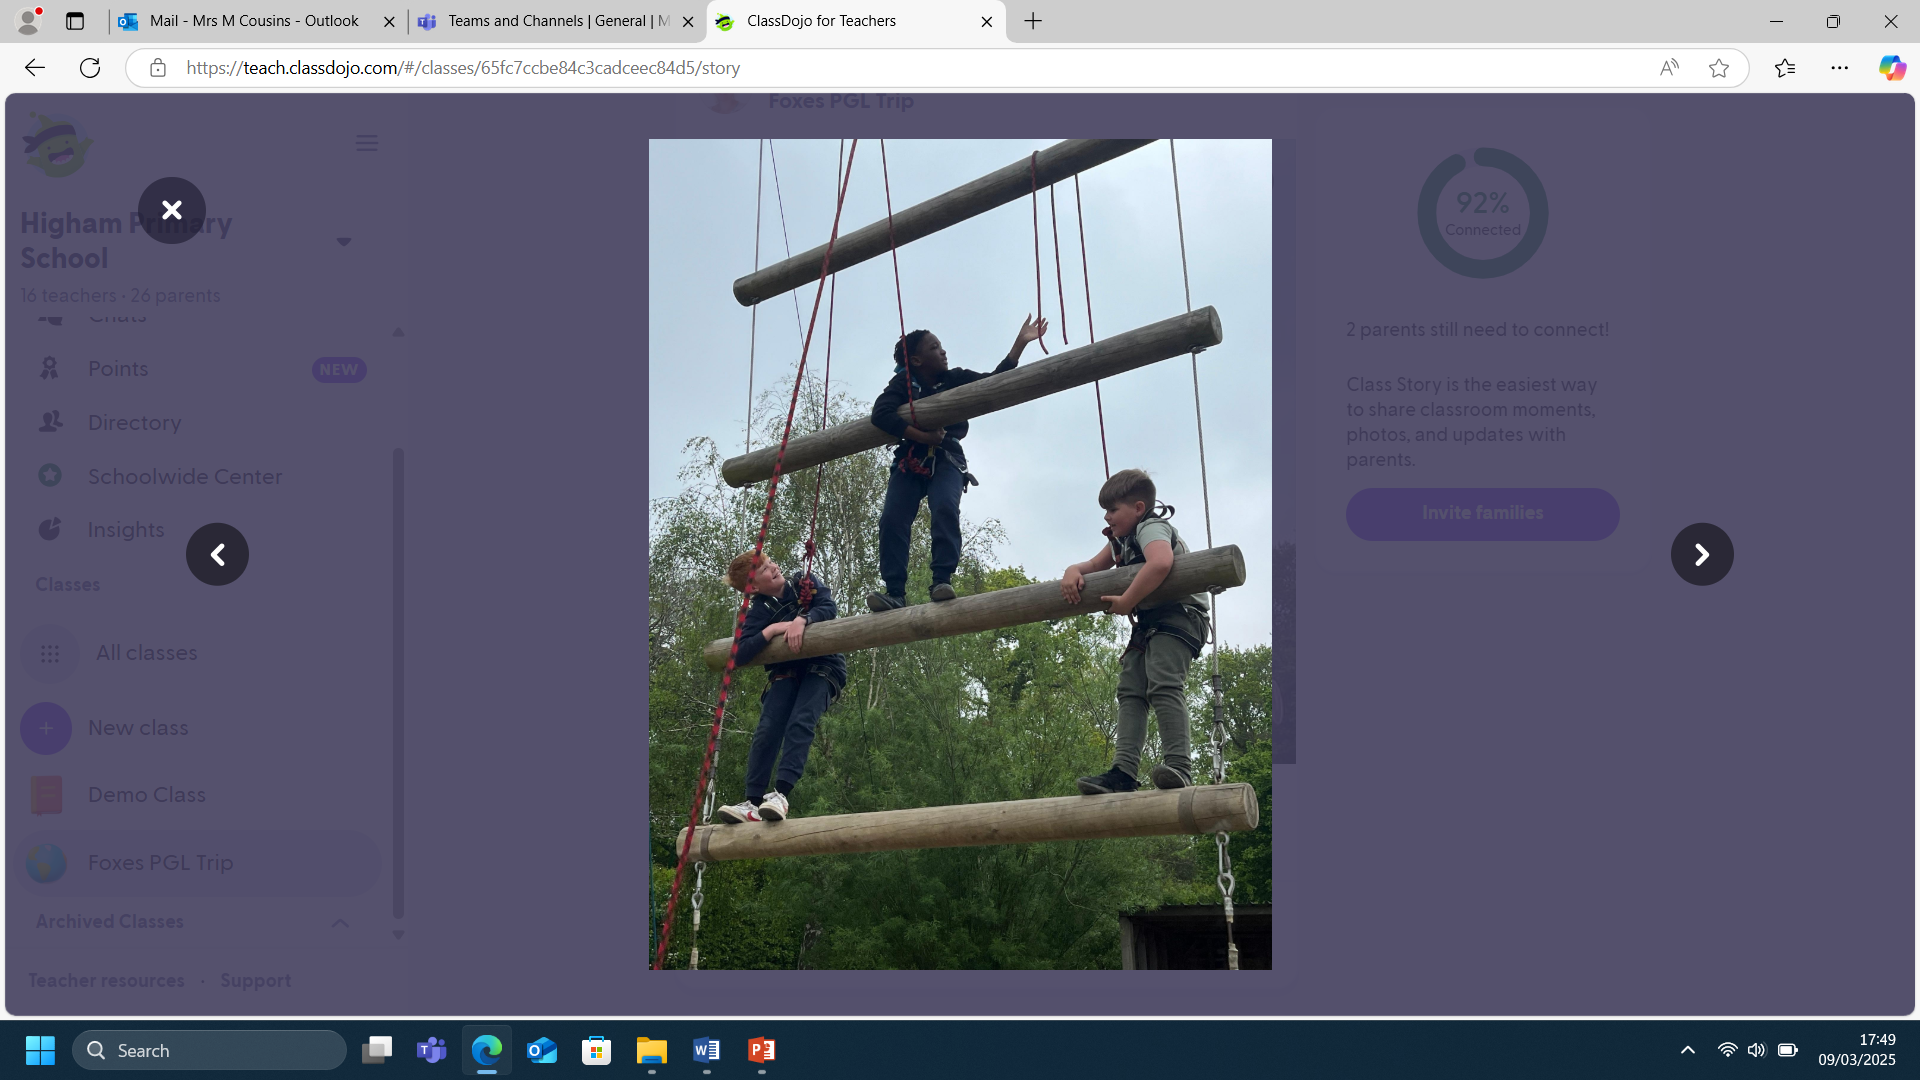 Mail - Mrs M Cousins - Outlook
Teams and Channels | General | M
ClassDojo for Teachers
https://teach.classdojo.com/#/classes/65fc7ccbe84c3cadceec84d5/story
Foxes PGL Trip
Higham Primary
School
16 teachers · 26 parents
Chats
Points
NEW
Directory
Schoolwide Center
Insights
Classes
All classes
New class
Demo Class
Foxes PGL Trip
Archived Classes
Teacher resources · Support
92%
Connected
2 parents still need to connect!
Class Story is the easiest way
to share classroom moments,
photos, and updates with
parents.
Invite families
Search
17:49
09/03/2025